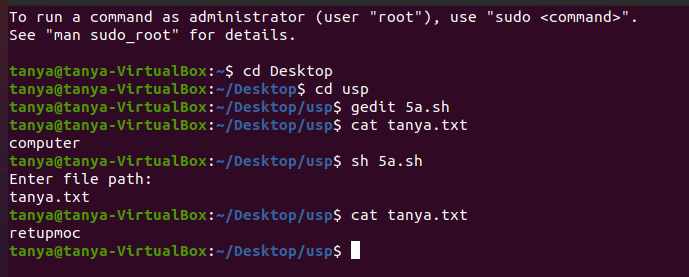 To run a command as administrator (user "root"), use "sudo <command>".
See "man sudo_root" for details.
tanya@tanya-VirtualBox:~$ cd Desktop
tanya@tanya-VirtualBox:~/Desktop$ cd usp
tanya@tanya-VirtualBox:~/Desktop/usp$ gedit 5a.sh
tanya@tanya-VirtualBox:~/Desktop/usp$ cat tanya.txt
computer
tanya@tanya-VirtualBox:~/Desktop/usp$ sh 5a.sh
Enter file path:
tanya.txt
tanya@tanya-VirtualBox:~/Desktop/usp$ cat tanya.txt
retupmoc
tanya@tanya-VirtualBox:~/Desktop/usp$